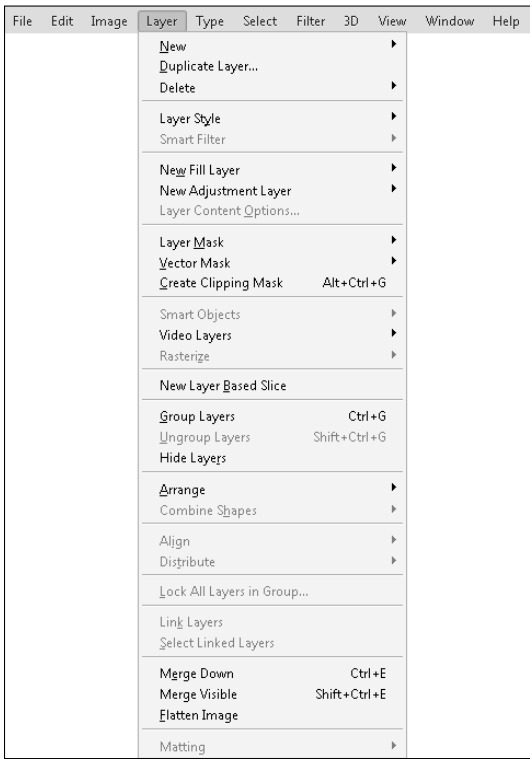 File Edit Image Layer Type Select Filter 3D View Window Help
New
Duplicate Layer...
Delete
Layer Style
Smart Filter
New Fill Layer
New Adjustment Layer
Layer Content Options...
Layer Mask
Vector Mask
Create Clipping Mask Alt+Ctrl+G
Smart Objects
Video Layers
Rasterize
New Layer Based Slice
Group Layers Ctrl+G
Ungroup Layers Shift+Ctrl+G
Hide Layers
Arrange
Combine Shapes
Align
Distribute
Lock All Layers in Group...
Link Layers
Select Linked Layers
Merge Down Ctrl+E
Merge Visible Shift+Ctrl+E
Flatten Image
Matting